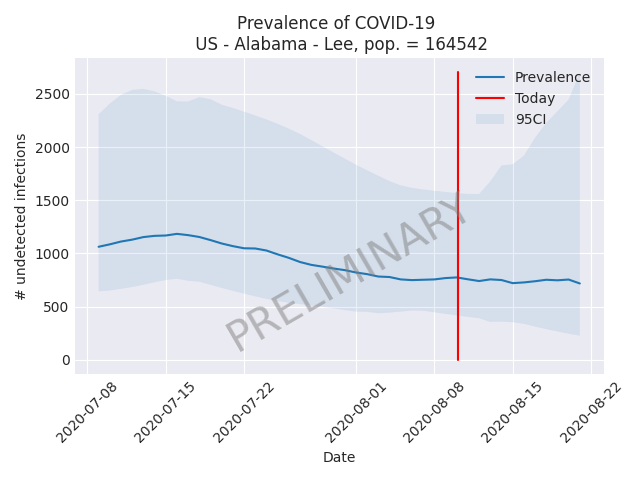 Prevalence of COVID-19
US - Alabama - Lee, pop. = 164542
Prevalence
Today
95CI
2500
2000
1500
1000
500
0
# undetected infections
PRELIMINARY
2020-07-08
2020-07-15
2020-07-22
2020-08-01
2020-08-08
2020-08-15
2020-08-22
Date